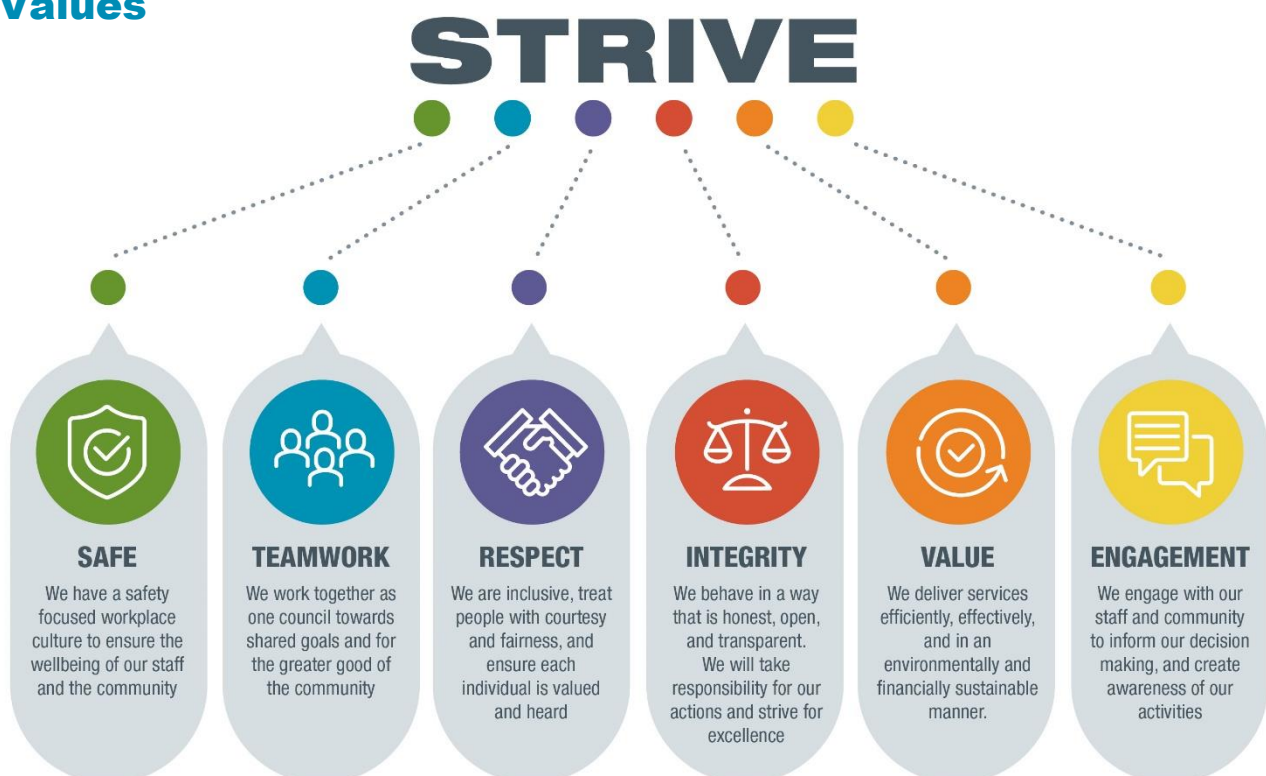 Values
STRIVE
SAFE
We have a safety
focused workplace
culture to ensure the
wellbeing of our staff
and the community
TEAMWORK
We work together as
one council towards
shared goals and for
the greater good of
the community
RESPECT
We are inclusive, treat
people with courtesy
and fairness, and
ensure each
individual is valued
and heard
INTEGRITY
We behave in a way
that is honest, open,
and transparent.
We will take
responsibility for our
actions and strive for
excellence
VALUE
We deliver services
efficiently, effectively,
and in an
environmentally and
financially sustainable
manner.
ENGAGEMENT
We engage with our
staff and community
to inform our decision
making, and create
awareness of our
activities